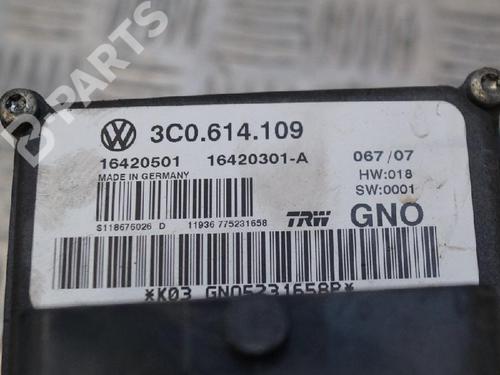 B-PARTS
3C0.614.109
16420501 16420301-A 067/07
MADE IN GERMANY HW:018
SW:0001
S118676026 D 11936 775231658 TRW GNO
*K03 GNO5231658P*